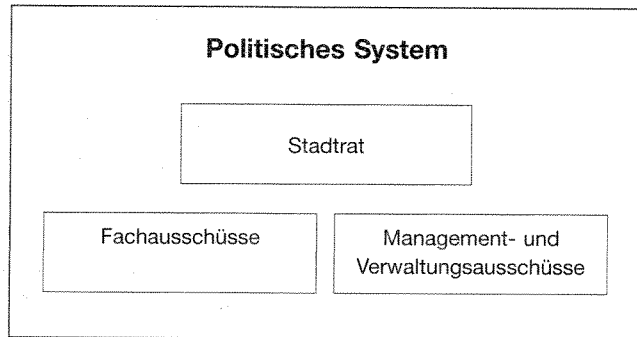 Politisches System
Stadtrat
Fachausschüsse
Management- und
Verwaltungsausschüsse